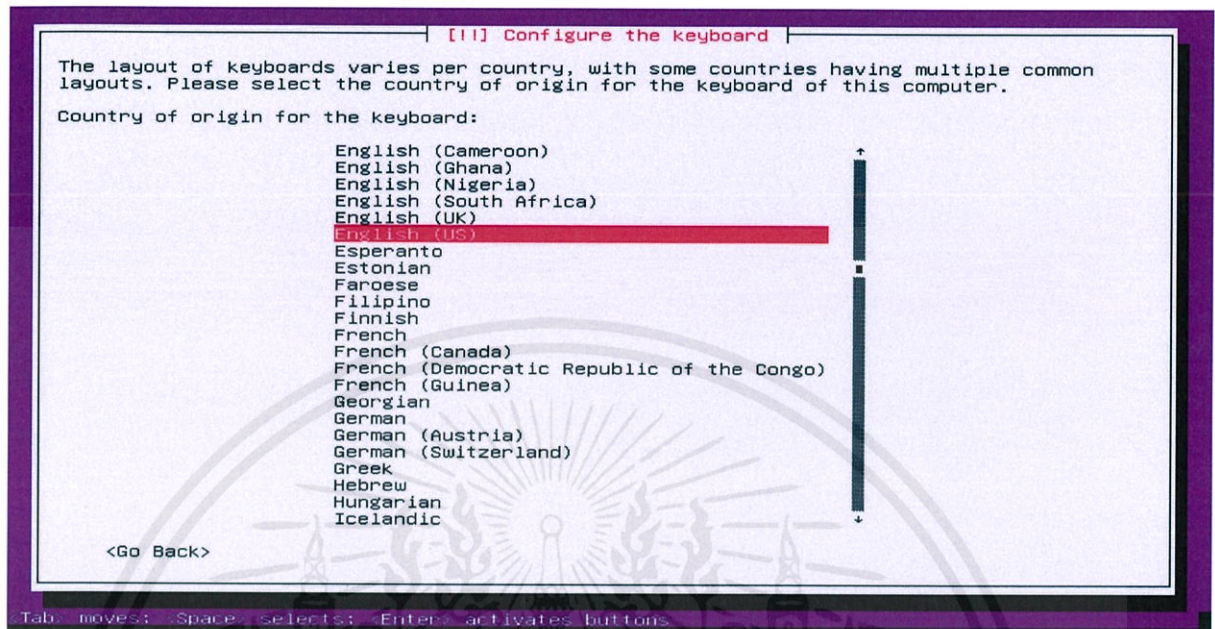 [!!] Configure the keyboard
The layout of keyboards varies per country, with some countries having multiple common
layouts. Please select the country of origin for the keyboard of this computer.
Country of origin for the keyboard:
English (Cameroon)
English (Ghana)
English (Nigeria)
English (South Africa)
English (UK)
English (US)
Esperanto
Estonian
Faroese
Filipino
Finnish
French
French (Canada)
French (Democratic Republic of the Congo)
French (Guinea)
Georgian
German
German (Austria)
German (Switzerland)
Greek
Hebrew
Hungarian
Icelandic
<Go Back>
<Tab> moves; <Space> selects; <Enter> activates buttons